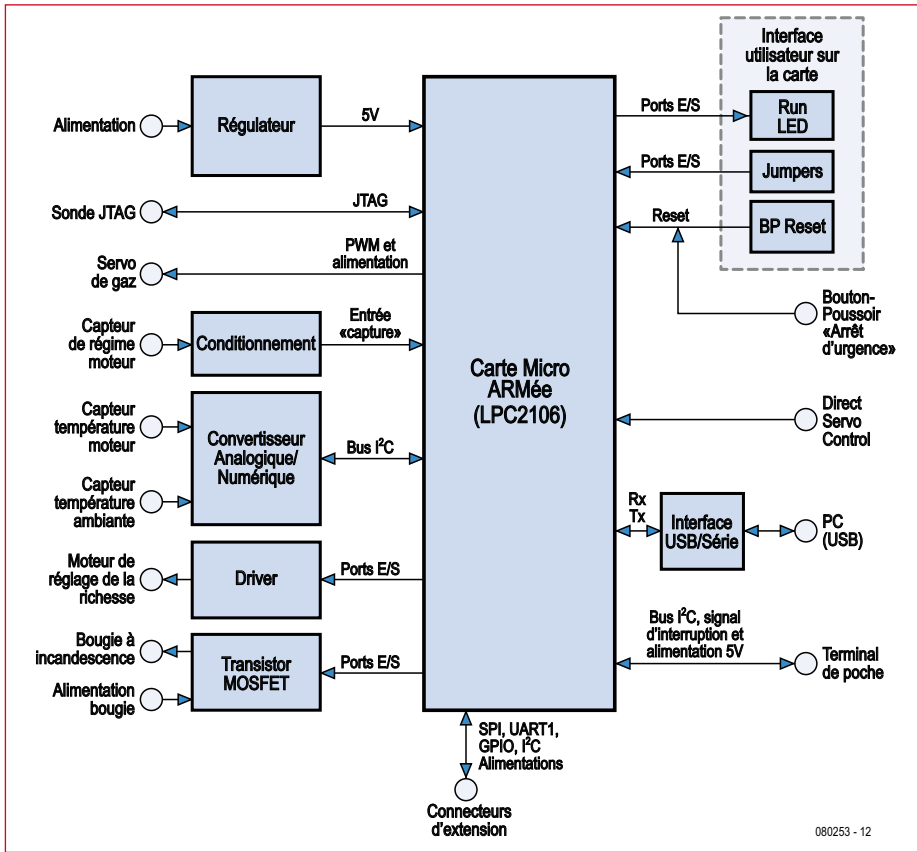 Alimentation
Régulateur
5V
Sonde JTAG
JTAG
Servo
de gaz
PWM et
alimentation
Capteur
de régime
moteur
Conditionnement
Entrée
«capture»
Capteur
température
moteur
Capteur
température
ambiante
Convertisseur
Analogique/
Numérique
Bus I²C
Moteur de
réglage de la
richesse
Driver
Ports E/S
Bougie à
incandescence
Alimentation
bougie
Transistor
MOSFET
Ports E/S
Carte Micro
ARMée
(LPC2106)
SPI, UART1,
GPIO, I²C
Alimentations
Connecteurs
d'extension
Interface
utilisateur sur
la carte
Ports E/S
Run
LED
Ports E/S
Jumpers
Reset
BP Reset
Bouton-
Poussoir
«Arrêt
d'urgence»
Direct
Servo
Control
Rx
Tx
Interface
USB/Série
PC
(USB)
Bus I²C, signal
d'interruption et
alimentation 5V
Terminal
de poche
080253 - 12